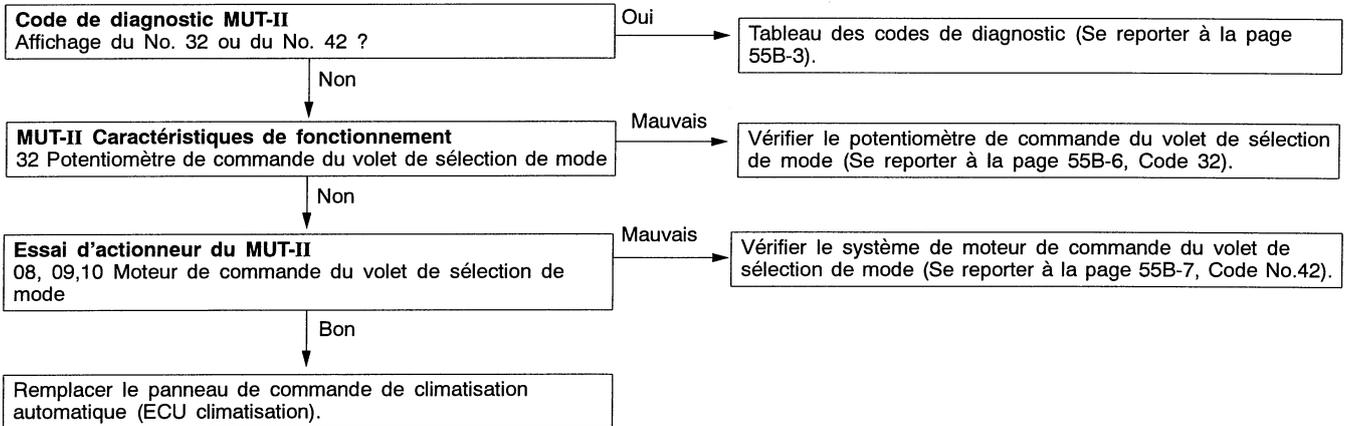 Code de diagnostic MUT-II
Affichage du No. 32 ou du No. 42 ?
Oui
Tableau des codes de diagnostic (Se reporter à la page
55B-3).
Non
MUT-II Caractéristiques de fonctionnement
32 Potentiomètre de commande du volet de sélection de mode
Mauvais
Vérifier le potentiomètre de commande du volet de sélection
de mode (Se reporter à la page 55B-6, Code 32).
Non
Essai d'actionneur du MUT-II
08, 09,10 Moteur de commande du volet de sélection de
mode
Mauvais
Vérifier le système de moteur de commande du volet de
sélection de mode (Se reporter à la page 55B-7, Code No.42).
Bon
Remplacer le panneau de commande de climatisation
automatique (ECU climatisation).